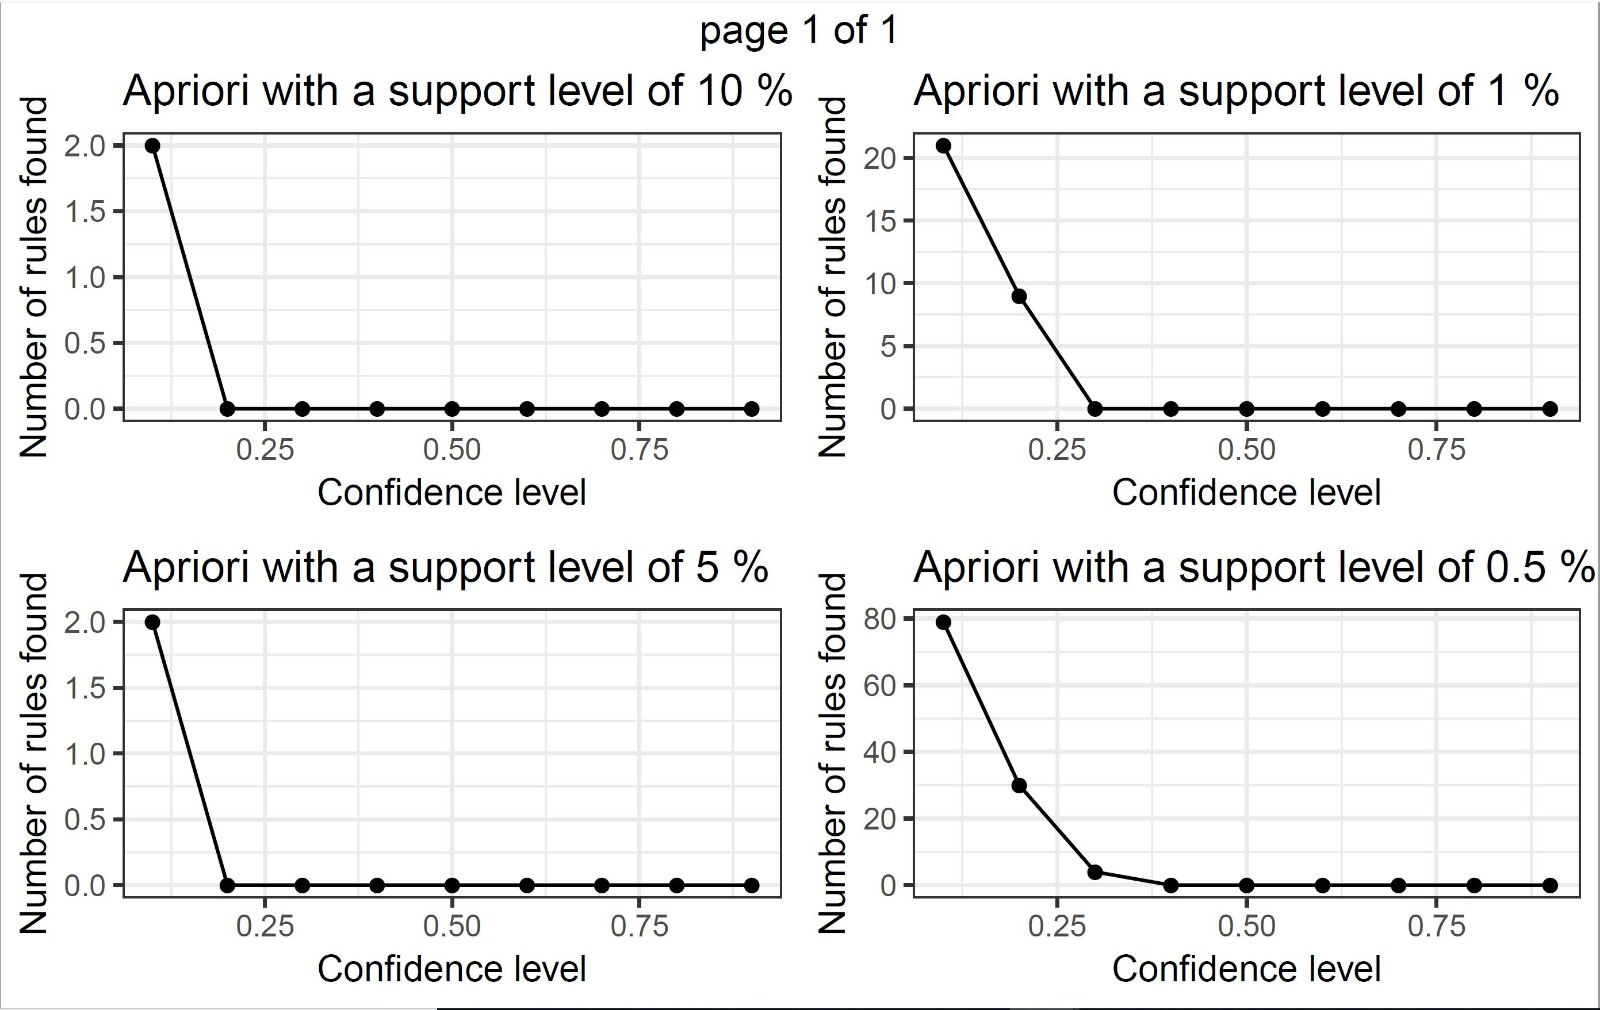 page 1 of 1
Apriori with a support level of 10 %
Number of rules found
2.0
1.5
1.0
0.5
0.0
0.25 0.50 0.75
Confidence level
Apriori with a support level of 1 %
Number of rules found
20
15
10
5
0
0.25 0.50 0.75
Confidence level
Apriori with a support level of 5 %
Number of rules found
2.0
1.5
1.0
0.5
0.0
0.25 0.50 0.75
Confidence level
Apriori with a support level of 0.5 %
Number of rules found
80
60
40
20
0
0.25 0.50 0.75
Confidence level